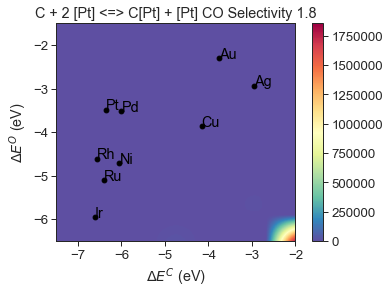 C + 2 [Pt] <=> C[Pt] + [Pt] CO Selectivity 1.8
−2
−3
−4
−5
−6
ΔE^O (eV)
Au
Ag
Cu
Pt
Pd
Rh
Ni
Ru
Ir
−7
−6
−5
−4
−3
−2
ΔE^C (eV)
1750000
1500000
1250000
1000000
750000
500000
250000
0